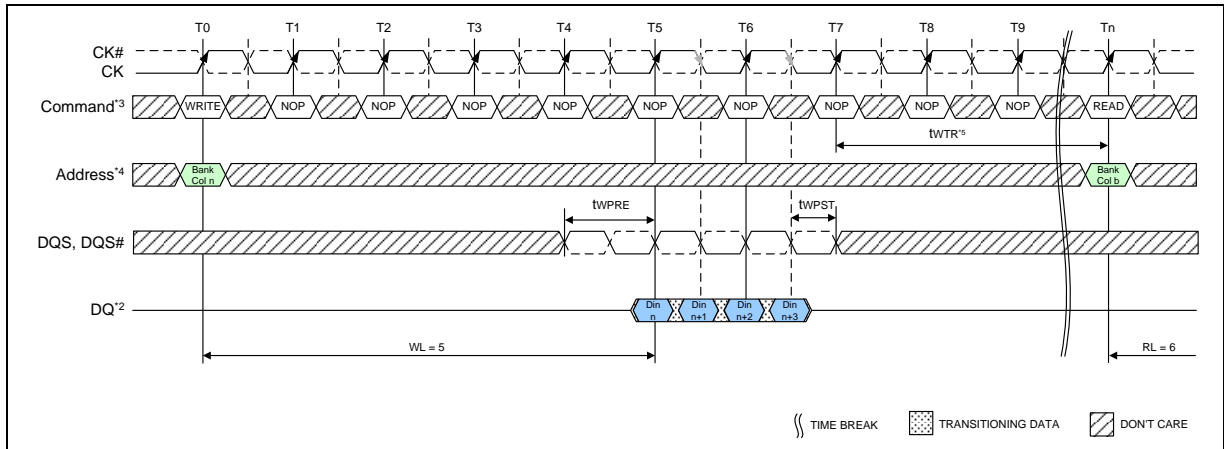 T0 T1 T2 T3 T4 T5 T6 T7 T8 T9 Tn
CK#
CK
Command*3 WRITE NOP NOP NOP NOP NOP NOP NOP NOP NOP READ
tWTR*5
Address*4 Bank Col n Bank Col b
tWPRE tWPST
DQS, DQS#
DQ*2 Din n Din n+1 Din n+2 Din n+3
WL = 5 RL = 6
TIME BREAK TRANSITIONING DATA DON'T CARE